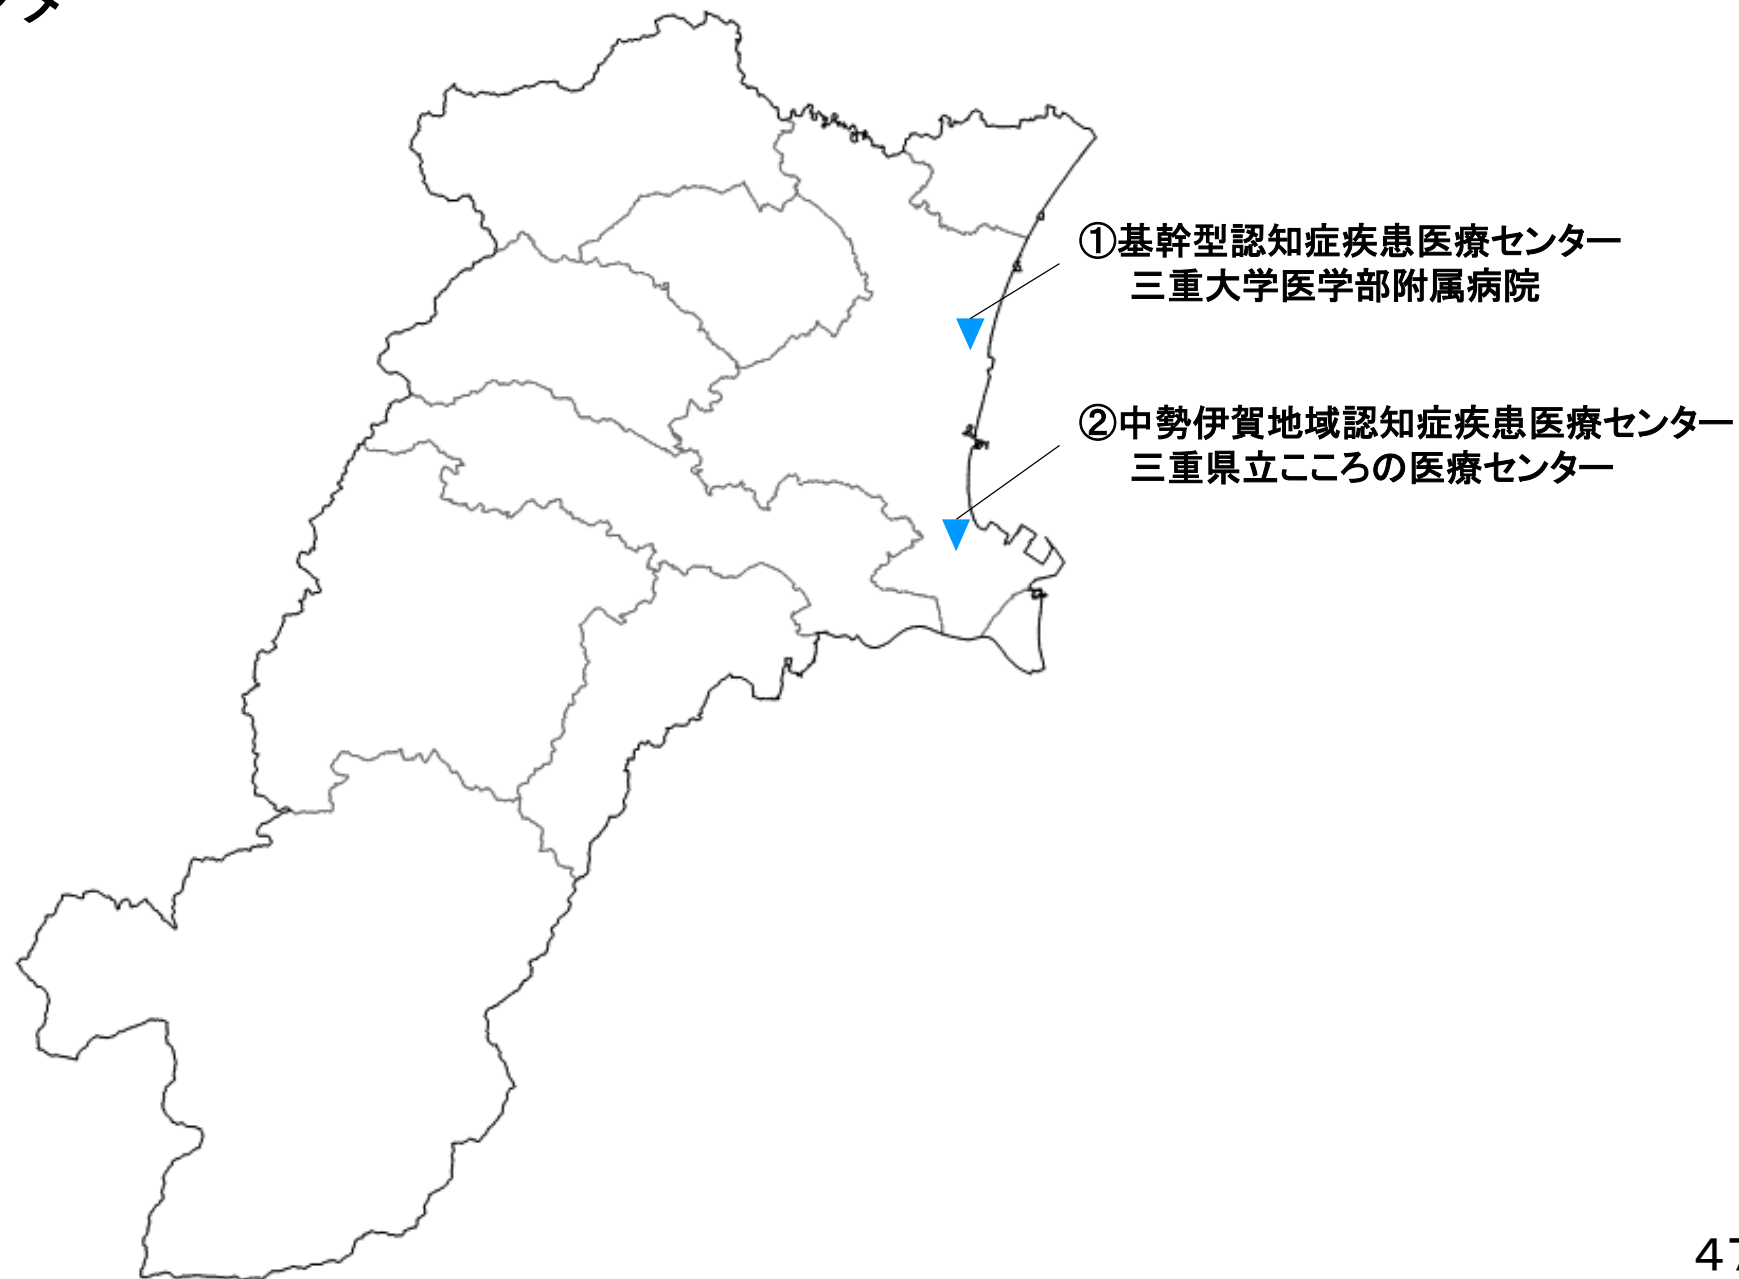 ①基幹型認知症疾患医療センター
三重大学医学部附属病院
②中勢伊賀地域認知症疾患医療センター
三重県立こころの医療センター
47